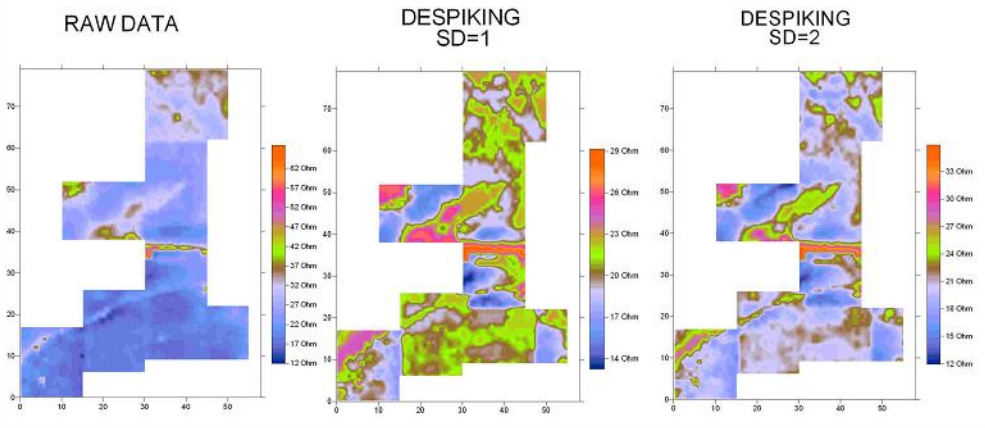 RAW DATA
DESPIKING
SD=1
DESPIKING
SD=2
70
60
50
40
30
20
10
0
0 10 20 30 40 50
62 Ohm
57 Ohm
52 Ohm
47 Ohm
42 Ohm
37 Ohm
32 Ohm
27 Ohm
22 Ohm
17 Ohm
12 Ohm
70
60
50
40
30
20
10
0
0 10 20 30 40 50
29 Ohm
26 Ohm
23 Ohm
20 Ohm
17 Ohm
14 Ohm
70
60
50
40
30
20
10
0
0 10 20 30 40 50
33 Ohm
30 Ohm
27 Ohm
24 Ohm
21 Ohm
18 Ohm
15 Ohm
12 Ohm